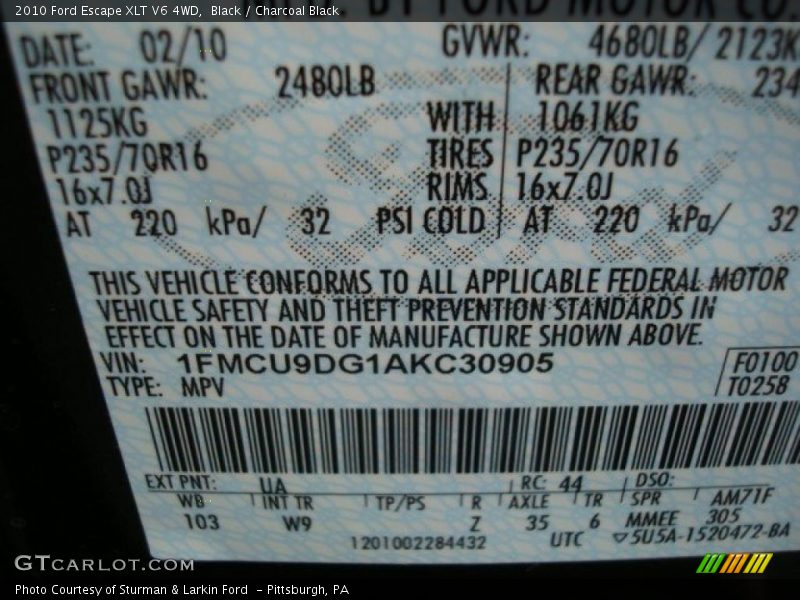 2010 Ford Escape XLT V6 4WD, Black / Charcoal Black
. BY FORD MOTOR CO.
DATE: 02/10 GVWR: 4680LB/ 2123K
FRONT GAWR: 2480LB REAR GAWR: 234
1125KG WITH 1061KG
P235/70R16 TIRES P235/70R16
16x7.0J RIMS 16x7.0J
AT 220 kPa/ 32 PSI COLD AT 220 kPa/ 32
THIS VEHICLE CONFORMS TO ALL APPLICABLE FEDERAL MOTOR
VEHICLE SAFETY AND THEFT PREVENTION STANDARDS IN
EFFECT ON THE DATE OF MANUFACTURE SHOWN ABOVE.
VIN: 1FMCU9DG1AKC30905 F0100
TYPE: MPV T0258
EXT PNT: UA RC: 44 DSO:
WB INT TR TP/PS R AXLE TR SPR AM71F
103 W9 Z 35 6 MMEE 305
1201002284432 UTC ▽5U5A-1520472-BA
GTCARLOT.COM
Photo Courtesy of Sturman & Larkin Ford - Pittsburgh, PA